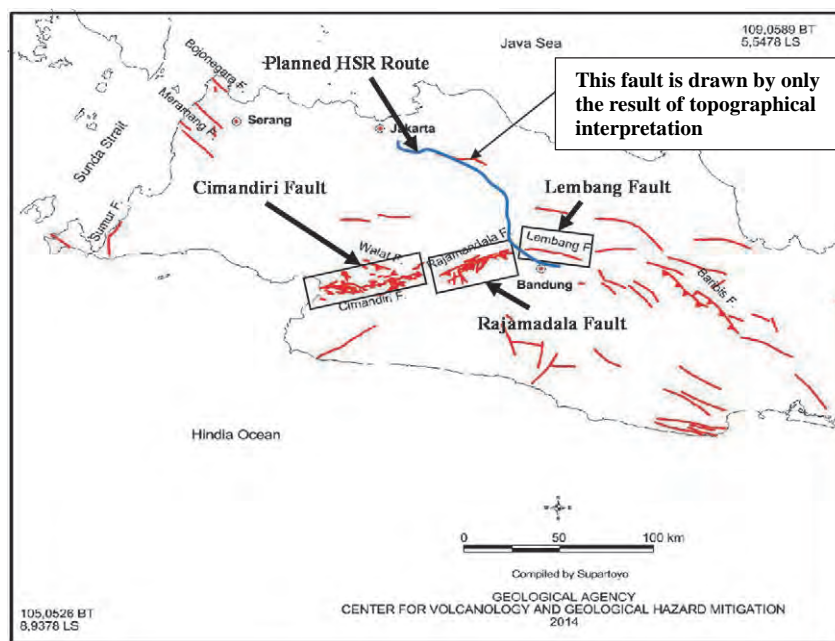 109,0589 BT
5,5478 LS
Java Sea
Bojonegara F.
Planned HSR Route
This fault is drawn by only
the result of topographical
interpretation
Merampang F.
Serang
Jakarta
Sunda Strait
Cimandiri Fault
Lembang Fault
Sumur F.
Walat F.
Rajamandala F.
Lembang F.
Cimandiri F.
Bandung
Baribis F.
Rajamadala Fault
Hindia Ocean
0 50 100 km
Compiled by Supartoyo
105,0526 BT
8,9378 LS
GEOLOGICAL AGENCY
CENTER FOR VOLCANOLOGY AND GEOLOGICAL HAZARD MITIGATION
2014